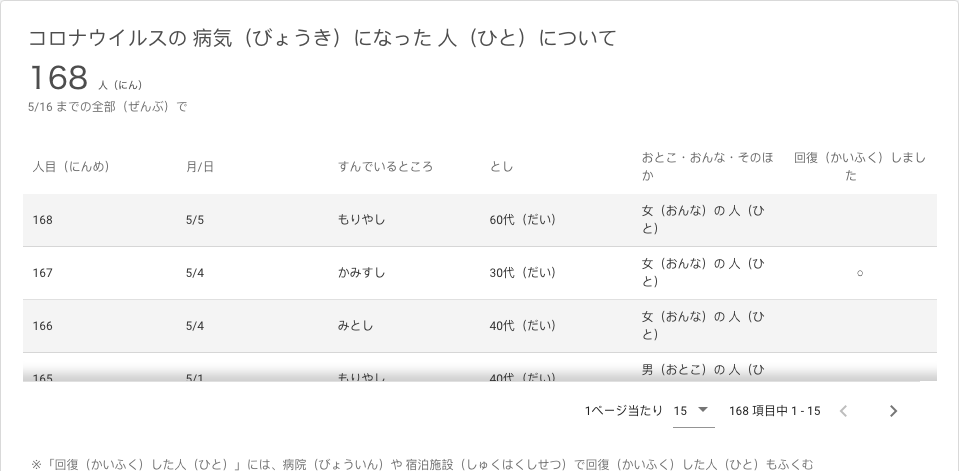 コロナウイルスの 病気（びょうき）になった 人（ひと）について
168 人（にん）
5/16 までの全部（ぜんぶ）で
人目（にんめ） 月/日 すんでいるところ とし おとこ・おんな・そのほか 回復（かいふく）しました
168 5/5 もりやし 60代（だい） 女（おんな）の 人（ひと）
167 5/4 かみすし 30代（だい） 女（おんな）の 人（ひと） ○
166 5/4 みとし 40代（だい） 女（おんな）の 人（ひと）
165 5/1 もりやし 40代（だい） 男（おとこ）の 人（ひ
1ページ当たり 15 168 項目中 1 - 15
※「回復（かいふく）した人（ひと）」には、病院（びょういん）や 宿泊施設（しゅくはくしせつ）で回復（かいふく）した人（ひと）もふくむ